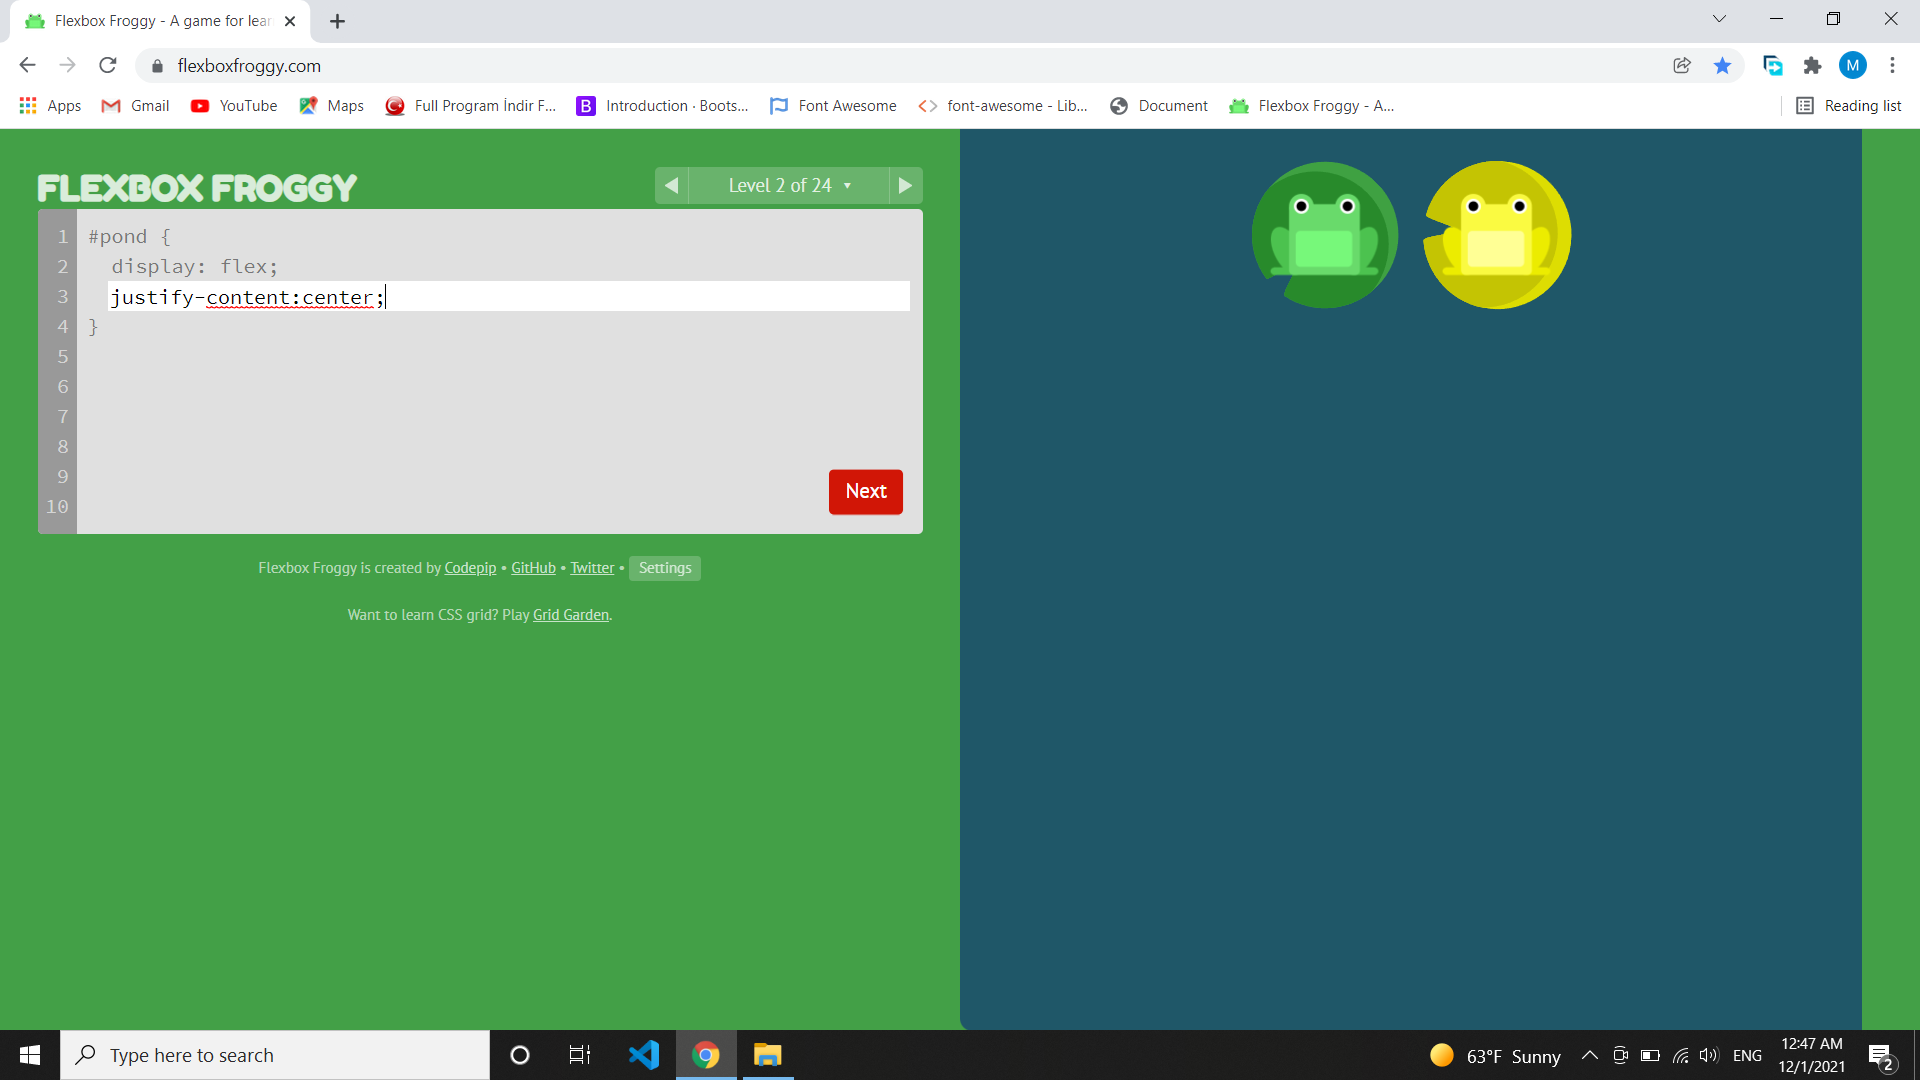 Flexbox Froggy - A game for lear
flexboxfroggy.com
M
Apps
Gmail
YouTube
Maps
Full Program İndir F...
B
Introduction · Boots...
Font Awesome
font-awesome - Lib...
Document
Flexbox Froggy - A...
Reading list
FLEXBOX FROGGY
Level 2 of 24
1 #pond {
2 display: flex;
3 justify-content:center;
4 }
5
6
7
8
9
10
Next
Flexbox Froggy is created by Codepip • GitHub • Twitter • Settings
Want to learn CSS grid? Play Grid Garden.
Type here to search
63°F Sunny
ENG
12:47 AM
12/1/2021
2